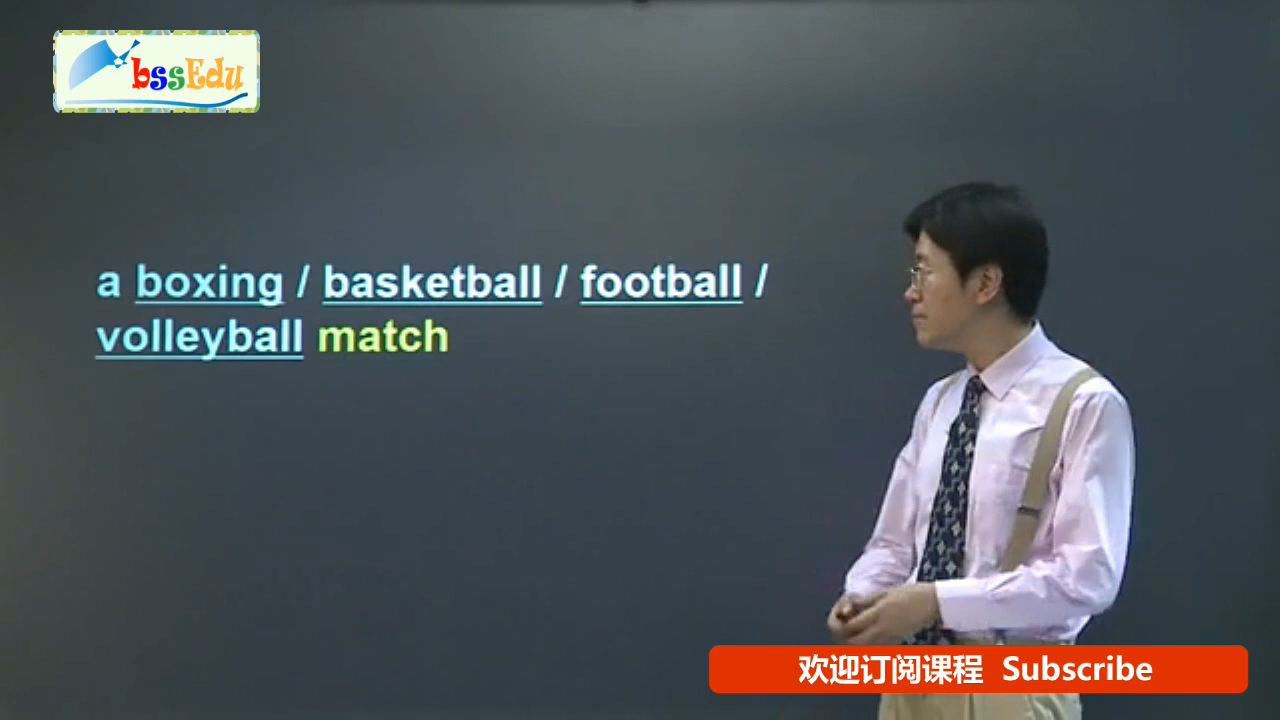 bssEdu
a boxing / basketball / football /
volleyball match
欢迎订阅课程 Subscribe